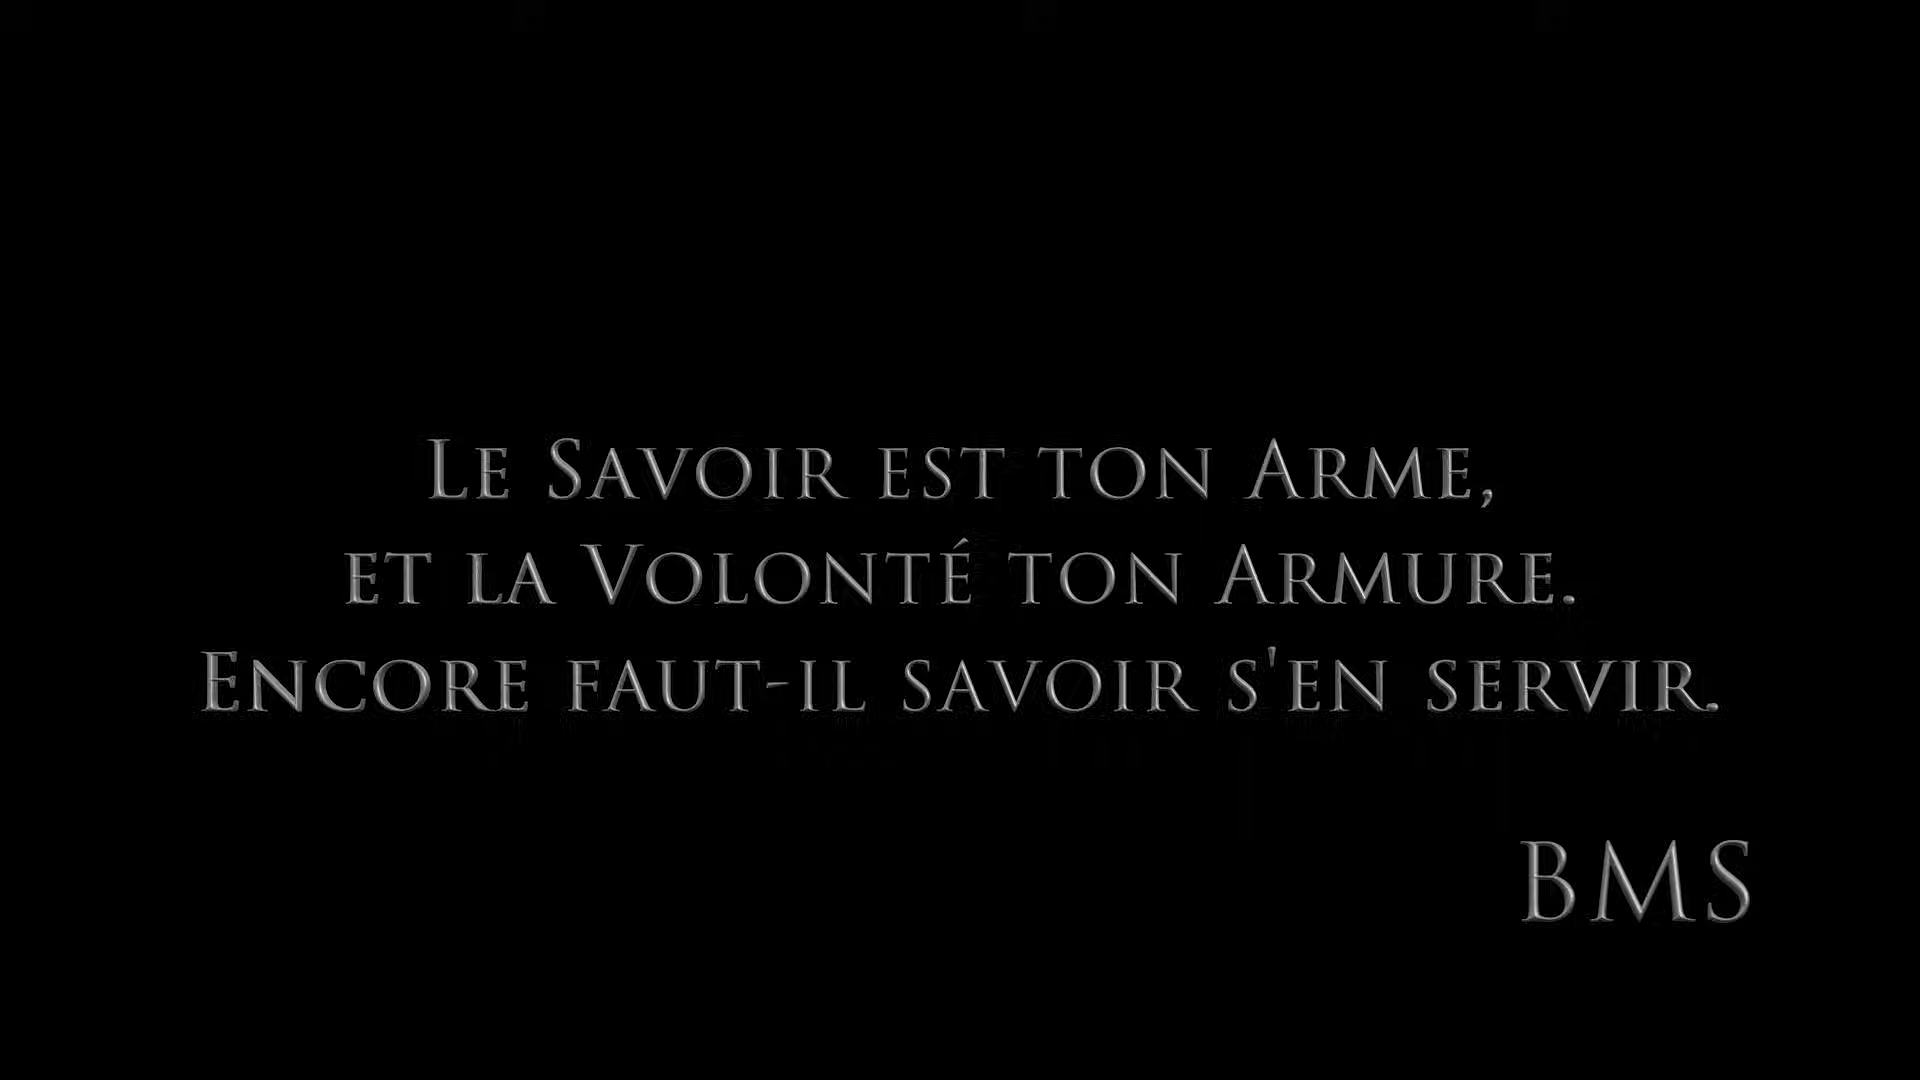 Le Savoir est ton Arme,
et la Volonté ton Armure.
Encore faut-il savoir s'en servir.
BMS